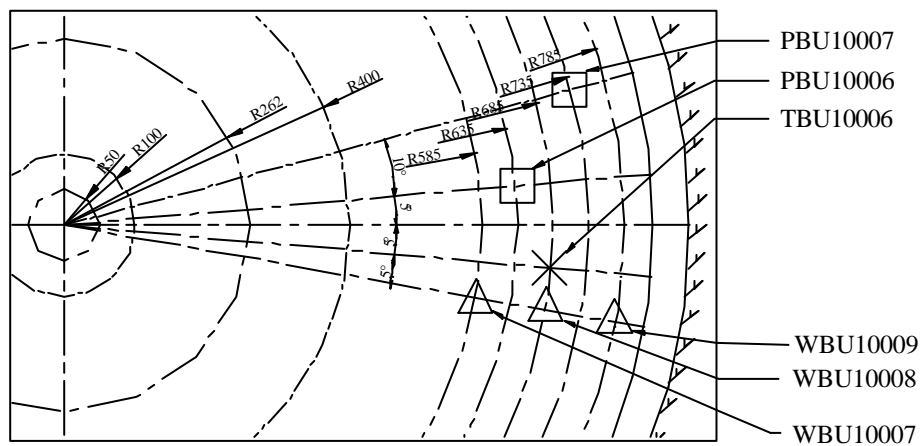 PBU10007
PBU10006
TBU10006
R785
R735
R685
R635
R585
R400
R262
R100
R50
10°
5°
5°
5°
WBU10009
WBU10008
WBU10007